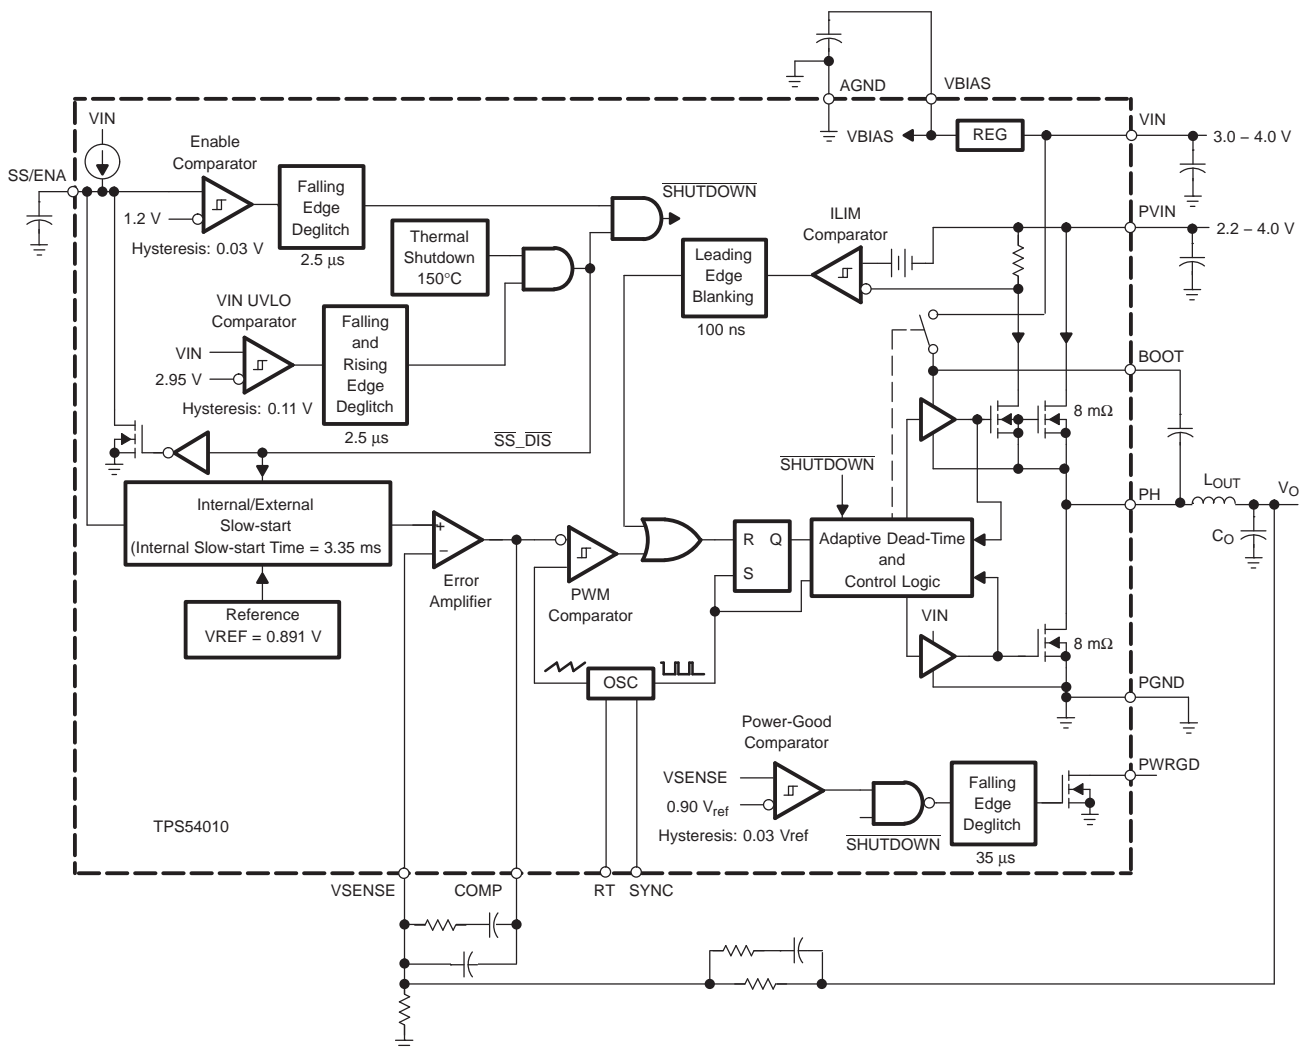 AGND
VBIAS
VIN
VIN
VBIAS
REG
3.0 – 4.0 V
Enable
Comparator
SS/ENA
1.2 V
Hysteresis: 0.03 V
Falling
Edge
Deglitch
2.5 µs
SHUTDOWN
Thermal
Shutdown
150°C
ILIM
Comparator
PVIN
2.2 – 4.0 V
Leading
Edge
Blanking
100 ns
VIN UVLO
Comparator
VIN
2.95 V
Hysteresis: 0.11 V
Falling
and
Rising
Edge
Deglitch
2.5 µs
BOOT
8 mΩ
SS_DIS
SHUTDOWN
PH
LOUT
VO
CO
Internal/External
Slow-start
(Internal Slow-start Time = 3.35 ms
+
−
Error
Amplifier
PWM
Comparator
R Q
S
Adaptive Dead-Time
and
Control Logic
Reference
VREF = 0.891 V
VIN
8 mΩ
OSC
PGND
Power-Good
Comparator
VSENSE
0.90 Vref
Hysteresis: 0.03 Vref
SHUTDOWN
Falling
Edge
Deglitch
35 µs
PWRGD
TPS54010
VSENSE
COMP
RT
SYNC